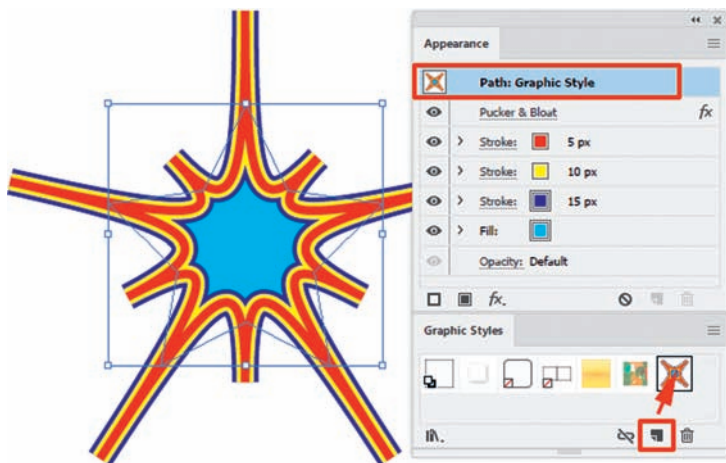 Appearance
Path: Graphic Style
Pucker & Bloat fx
Stroke: 5 px
Stroke: 10 px
Stroke: 15 px
Fill:
Opacity: Default
fx.
Graphic Styles